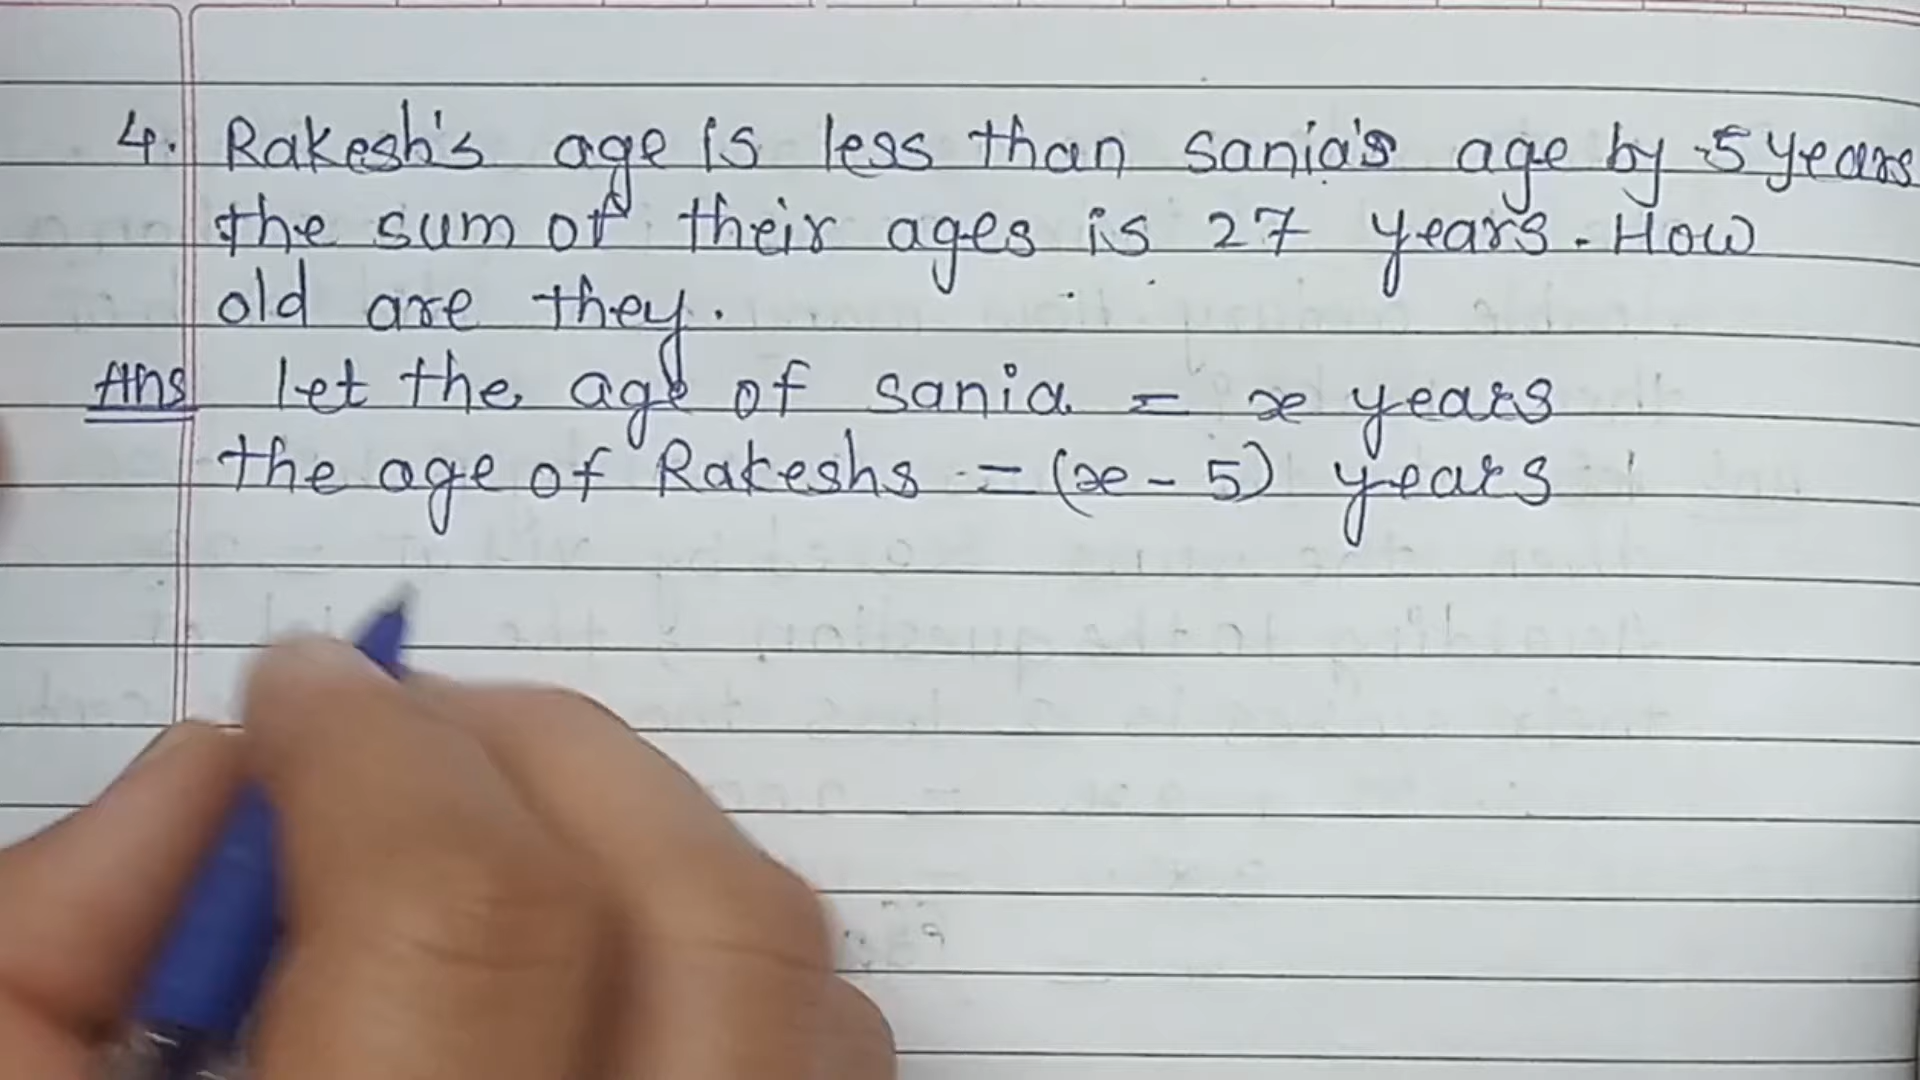 4. Rakesh's age is less than sania's age by 5 years
the sum of their ages is 27 years. How
old are they.
Ans let the age of sania = x years
the age of Rakeshs = (x - 5) years